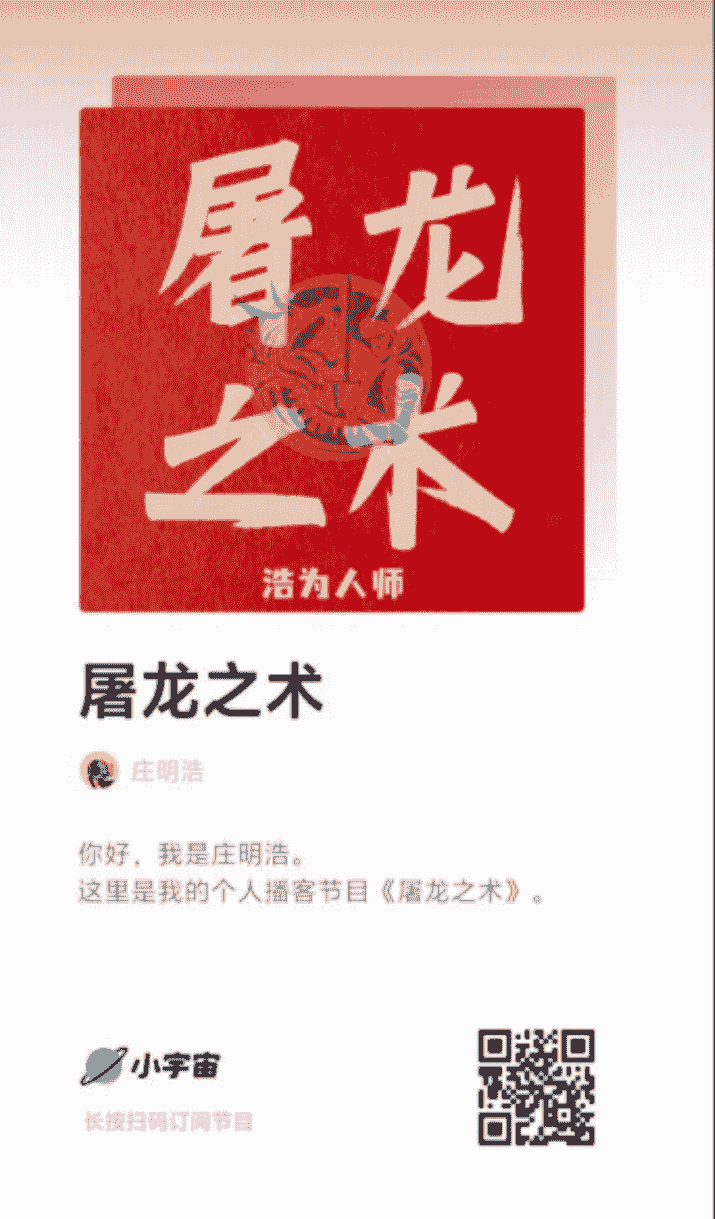 屠龙
之术
浩为人师
屠龙之术
庄明浩
你好，我是庄明浩。
这里是我的个人播客节目《屠龙之术》。
小宇宙
长按扫码订阅节目